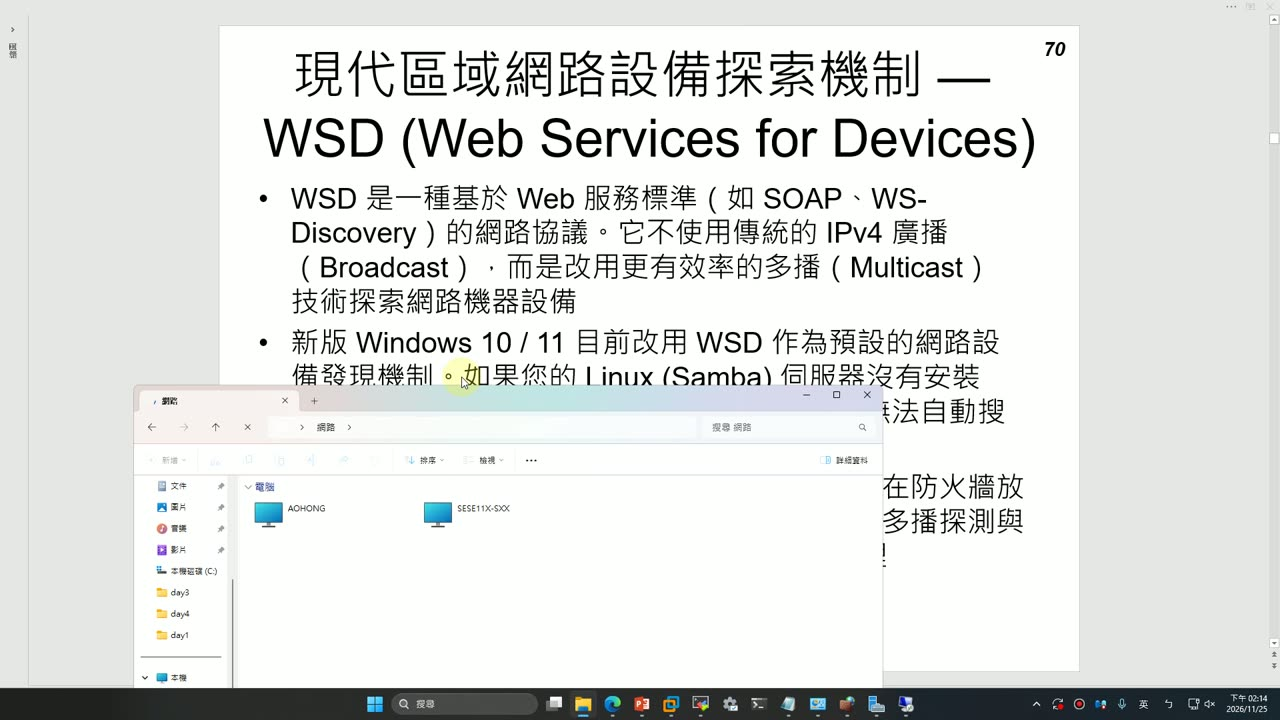 70
現代區域網路設備探索機制 —
WSD (Web Services for Devices)
• WSD 是一種基於 Web 服務標準（如 SOAP、WS-
Discovery）的網路協議。它不使用傳統的 IPv4 廣播
（Broadcast），而是改用更有效率的多播（Multicast）
技術探索網路機器設備
• 新版 Windows 10 / 11 目前改用 WSD 作為預設的網路設
備發現機制。如果您的 Linux (Samba) 伺服器沒有安裝
無法自動搜
在防火牆放
多播探測與
網路
網路
搜尋 網路
新增
排序
檢視
詳細資料
文件
圖片
音樂
影片
本機磁碟 (C:)
day3
day4
day1
本機
電腦
AOHONG
SESE11X-SXX
搜尋
英
下午 02:14
2026/11/25